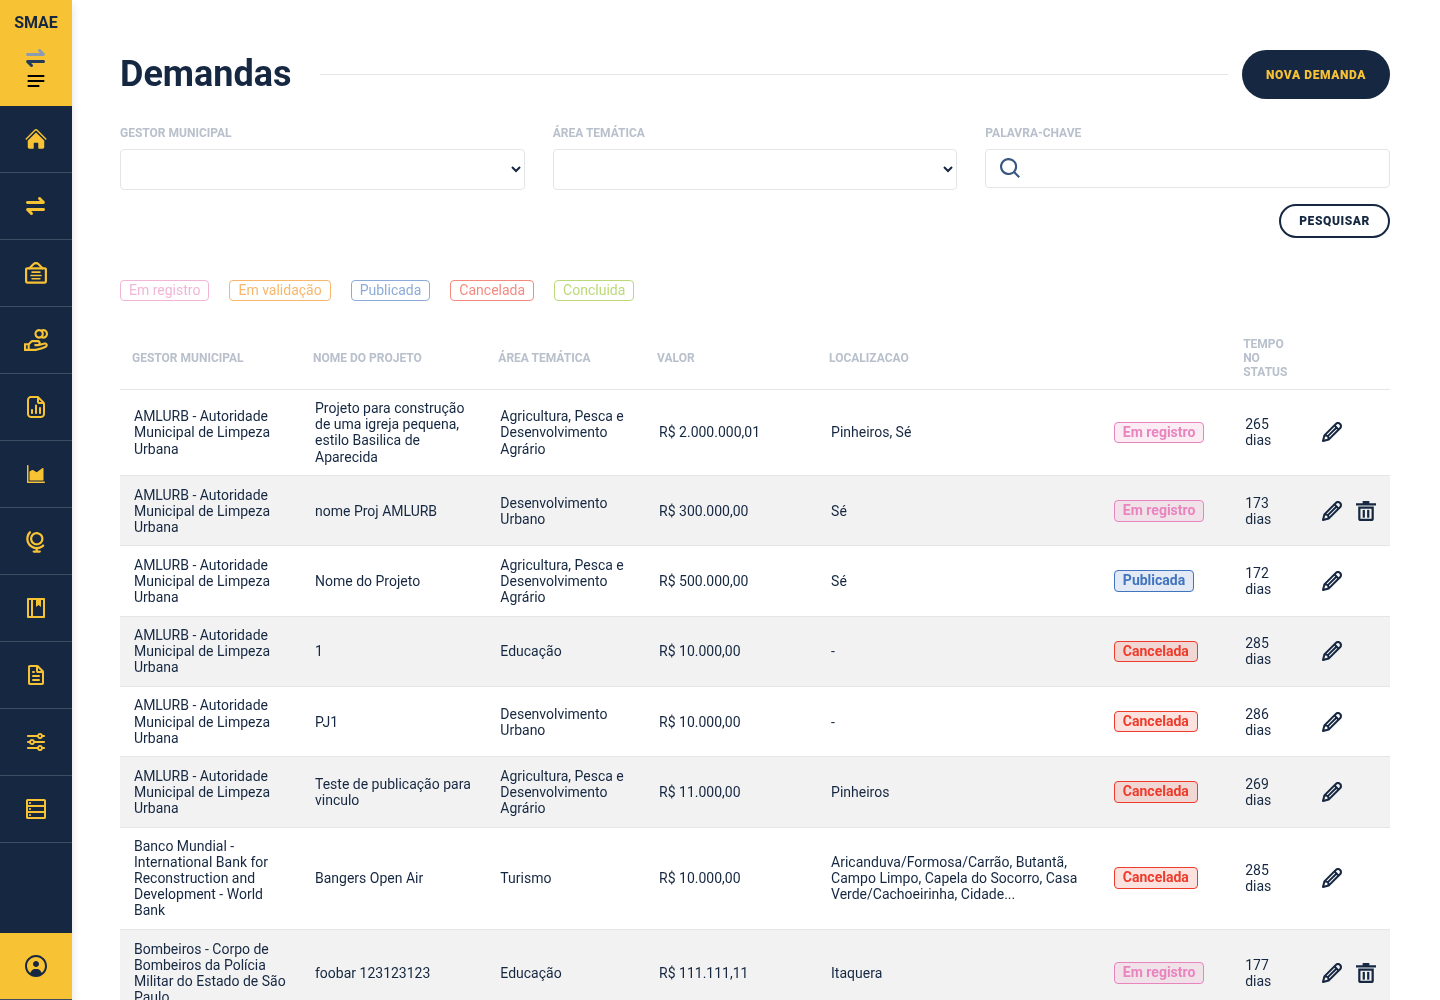 SMAE
Demandas
NOVA DEMANDA
GESTOR MUNICIPAL
ÁREA TEMÁTICA
PALAVRA-CHAVE
PESQUISAR
Em registro
Em validação
Publicada
Cancelada
Concluida
GESTOR MUNICIPAL
NOME DO PROJETO
ÁREA TEMÁTICA
VALOR
LOCALIZACAO
TEMPO
NO
STATUS
AMLURB - Autoridade
Municipal de Limpeza
Urbana
Projeto para construção
de uma igreja pequena,
estilo Basilica de
Aparecida
Agricultura, Pesca e
Desenvolvimento
Agrário
R$ 2.000.000,01
Pinheiros, Sé
Em registro
265
dias
AMLURB - Autoridade
Municipal de Limpeza
Urbana
nome Proj AMLURB
Desenvolvimento
Urbano
R$ 300.000,00
Sé
Em registro
173
dias
AMLURB - Autoridade
Municipal de Limpeza
Urbana
Nome do Projeto
Agricultura, Pesca e
Desenvolvimento
Agrário
R$ 500.000,00
Sé
Publicada
172
dias
AMLURB - Autoridade
Municipal de Limpeza
Urbana
1
Educação
R$ 10.000,00
-
Cancelada
285
dias
AMLURB - Autoridade
Municipal de Limpeza
Urbana
PJ1
Desenvolvimento
Urbano
R$ 10.000,00
-
Cancelada
286
dias
AMLURB - Autoridade
Municipal de Limpeza
Urbana
Teste de publicação para
vinculo
Agricultura, Pesca e
Desenvolvimento
Agrário
R$ 11.000,00
Pinheiros
Cancelada
269
dias
Banco Mundial -
International Bank for
Reconstruction and
Development - World
Bank
Bangers Open Air
Turismo
R$ 10.000,00
Aricanduva/Formosa/Carrão, Butantã,
Campo Limpo, Capela do Socorro, Casa
Verde/Cachoeirinha, Cidade...
Cancelada
285
dias
Bombeiros - Corpo de
Bombeiros da Polícia
Militar do Estado de São
Paulo
foobar 123123123
Educação
R$ 111.111,11
Itaquera
Em registro
177
dias